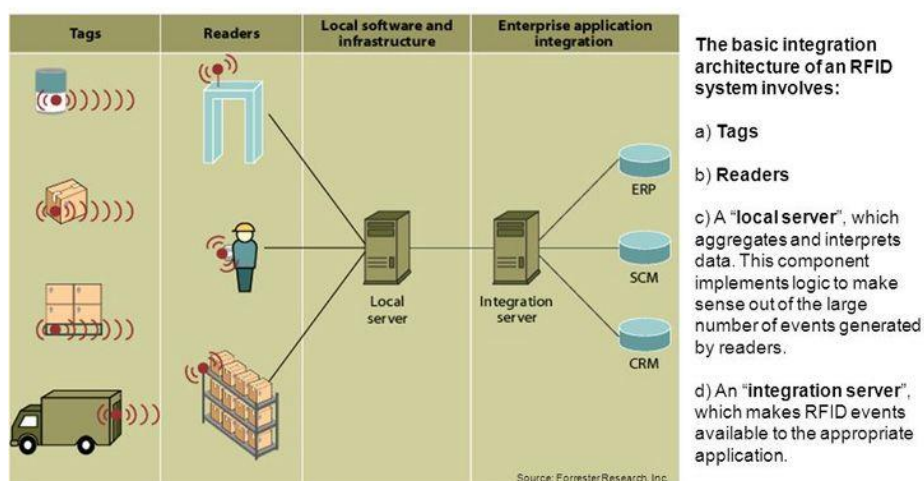 Tags
Readers
Local software and
infrastructure
Enterprise application
integration
Local
server
Integration
server
ERP
SCM
CRM
Source: Forrester Research, Inc.
The basic integration
architecture of an RFID
system involves:
a) Tags
b) Readers
c) A “local server”, which
aggregates and interprets
data. This component
implements logic to make
sense out of the large
number of events generated
by readers.
d) An “integration server”,
which makes RFID events
available to the appropriate
application.